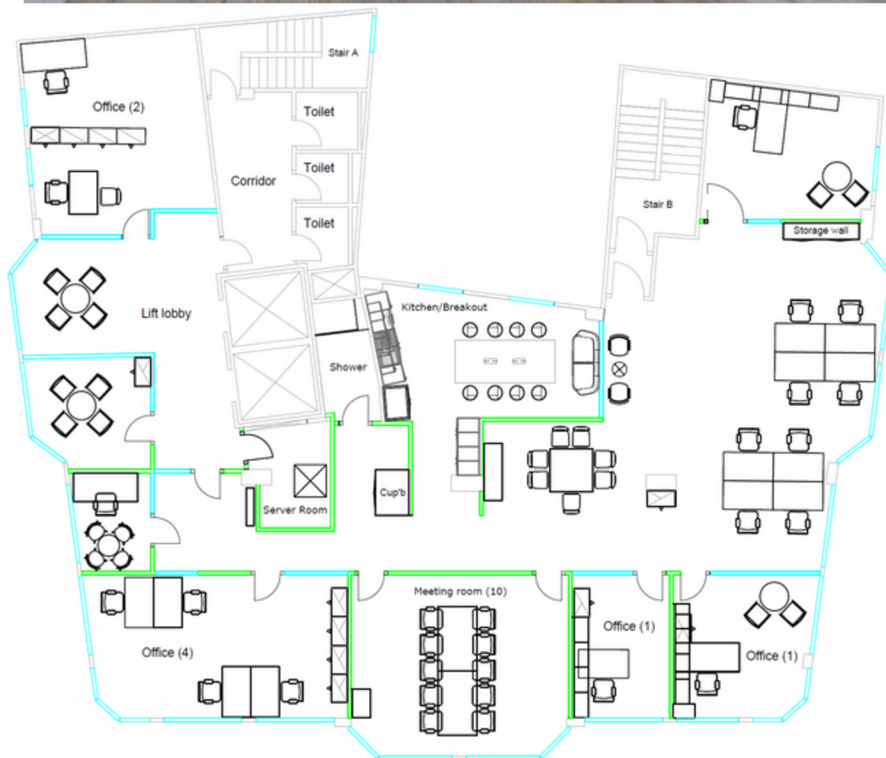 Stair A
Office (2)
Toilet
Toilet
Corridor
Toilet
Stair B
Storage wall
Kitchen/Breakout
Lift lobby
Shower
Cup'b
Server Room
Meeting room (10)
Office (4)
Office (1)
Office (1)